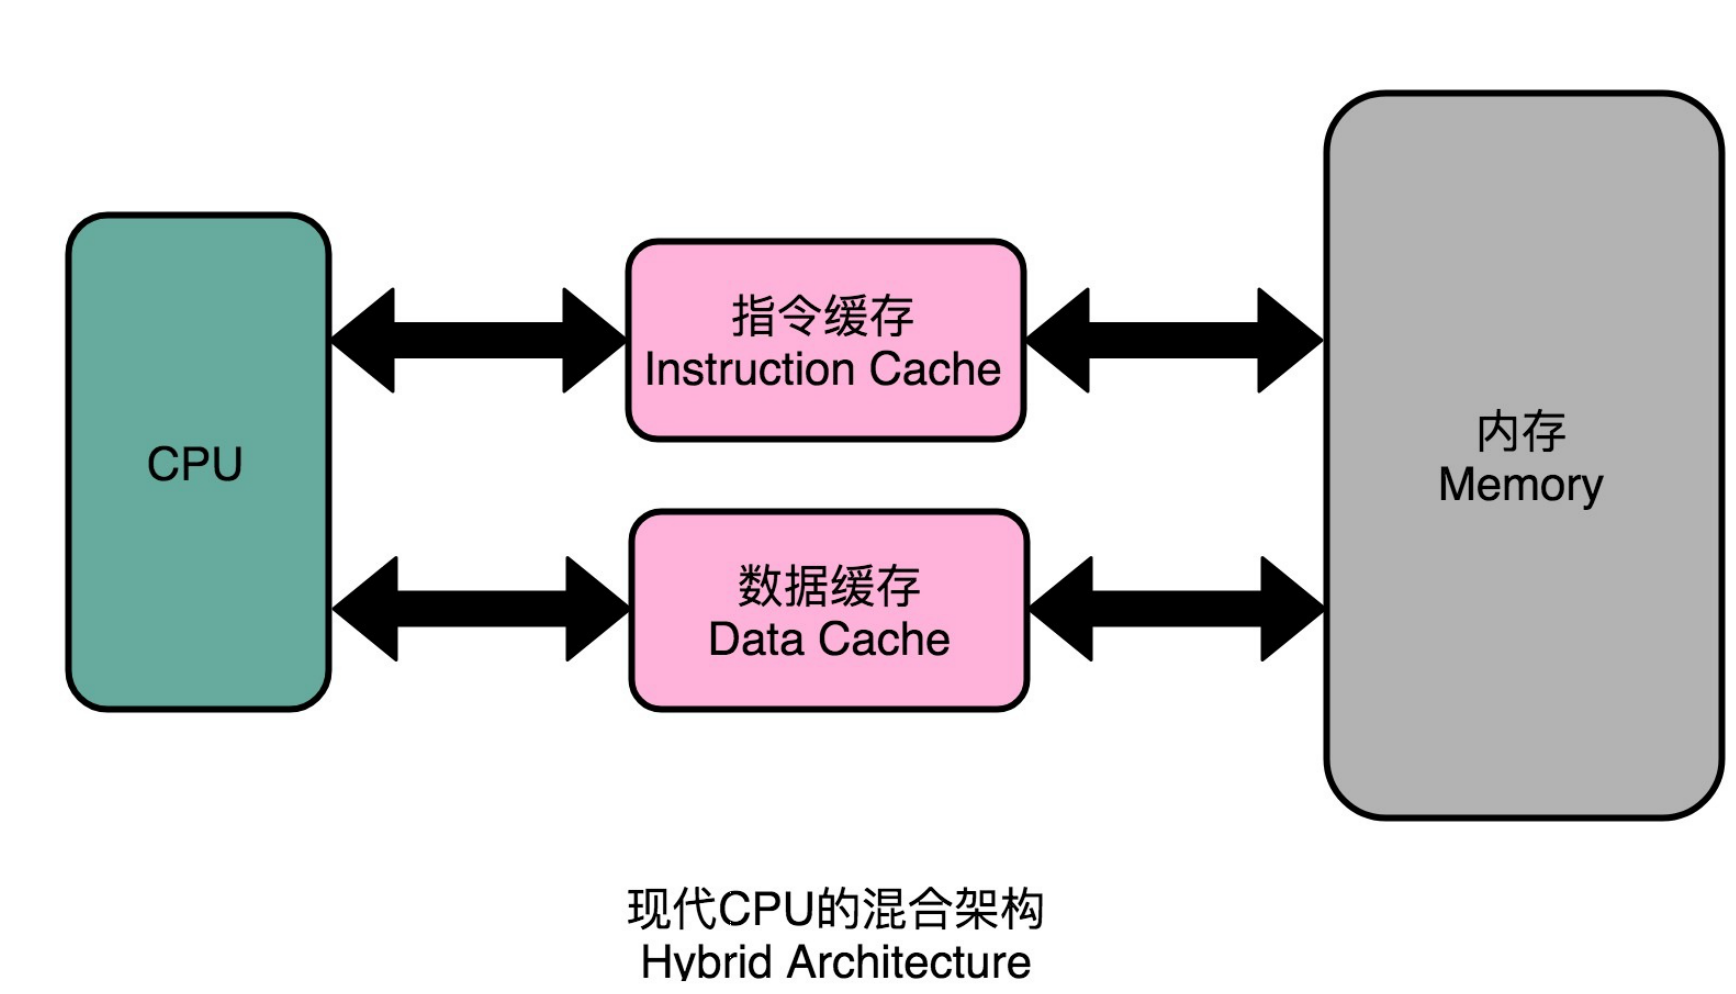 CPU
指令缓存
Instruction Cache
数据缓存
Data Cache
内存
Memory
现代CPU的混合架构
Hybrid Architecture